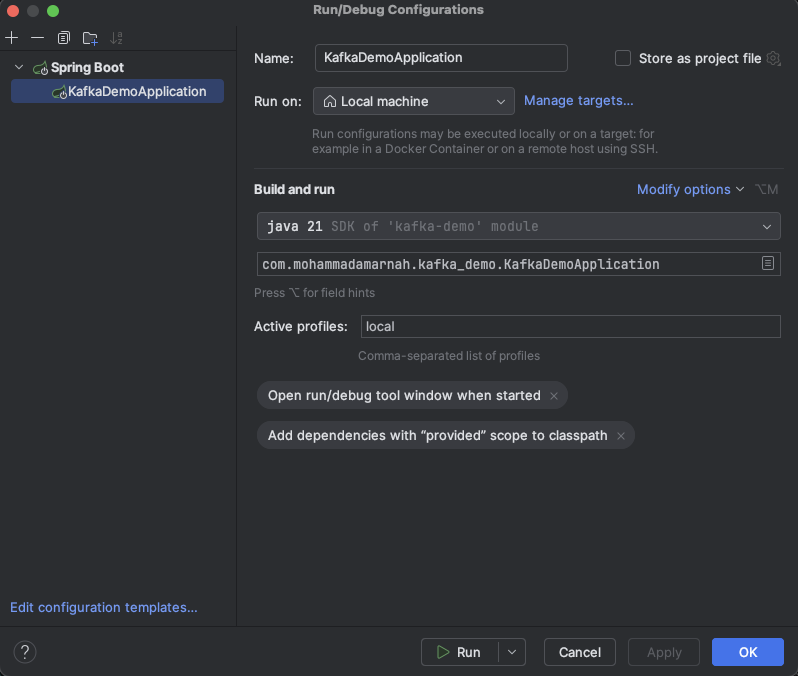 Run/Debug Configurations
Spring Boot
KafkaDemoApplication
Edit configuration templates...
Name: KafkaDemoApplication Store as project file
Run on: Local machine Manage targets...
Run configurations may be executed locally or on a target: for
example in a Docker Container or on a remote host using SSH.
Build and run Modify options ⌥M
java 21 SDK of 'kafka-demo' module
com.mohammadamarnah.kafka_demo.KafkaDemoApplication
Press ⌥ for field hints
Active profiles: local
Comma-separated list of profiles
Open run/debug tool window when started ×
Add dependencies with “provided” scope to classpath ×
? Run Cancel Apply OK